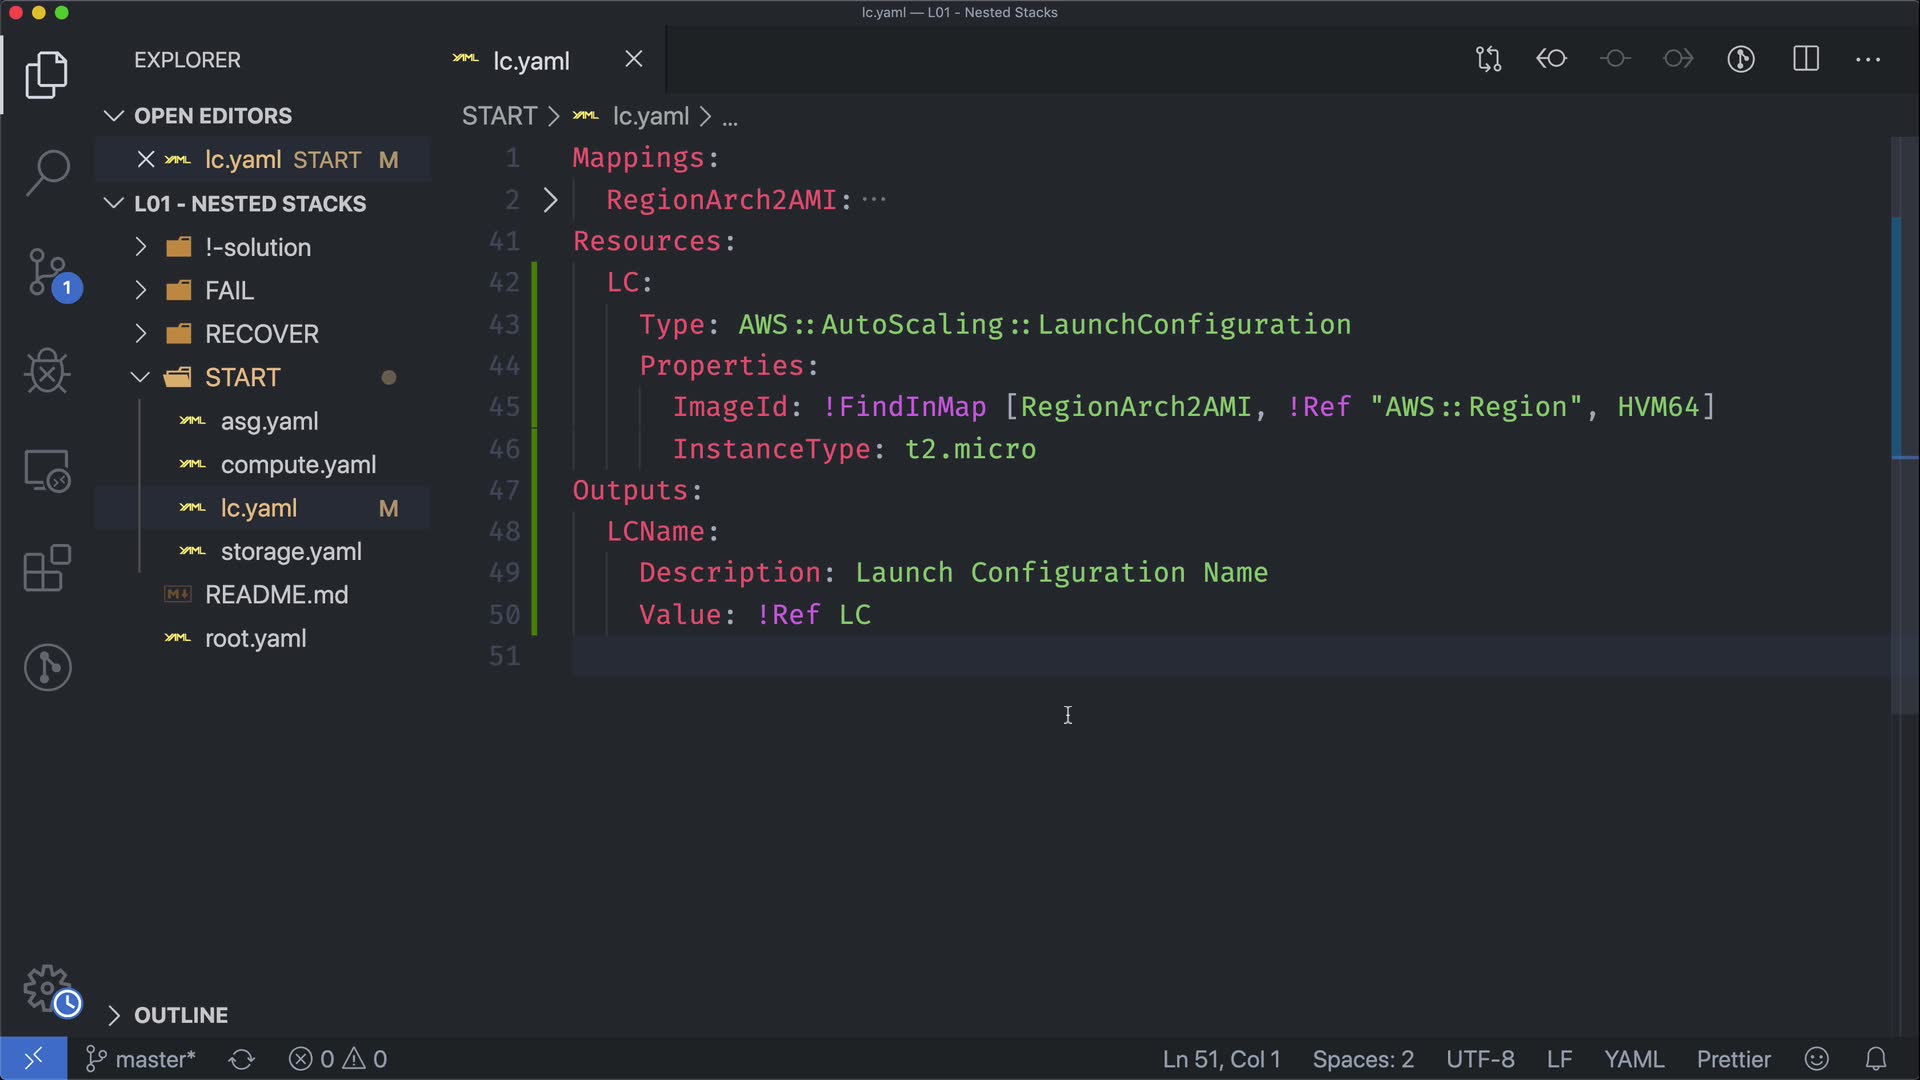 lc.yaml — L01 - Nested Stacks
EXPLORER
OPEN EDITORS
lc.yaml START M
L01 - NESTED STACKS
!-solution
FAIL
RECOVER
START
asg.yaml
compute.yaml
lc.yaml M
storage.yaml
README.md
root.yaml
OUTLINE
1
lc.yaml
START > lc.yaml > ...
1 Mappings:
2 RegionArch2AMI: ...
41 Resources:
42 LC:
43 Type: AWS::AutoScaling::LaunchConfiguration
44 Properties:
45 ImageId: !FindInMap [RegionArch2AMI, !Ref "AWS::Region", HVM64]
46 InstanceType: t2.micro
47 Outputs:
48 LCName:
49 Description: Launch Configuration Name
50 Value: !Ref LC
51
master* 0 0 Ln 51, Col 1 Spaces: 2 UTF-8 LF YAML Prettier